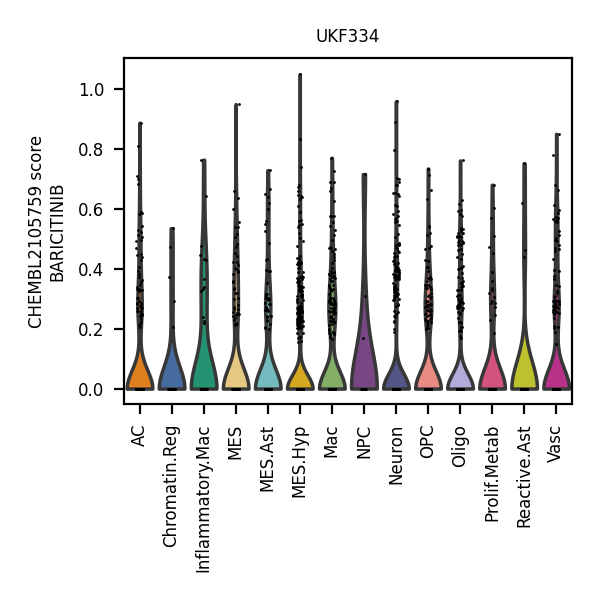 UKF334
CHEMBL2105759 score
BARICITINIB
1.0
0.8
0.6
0.4
0.2
0.0
AC
Chromatin.Reg
Inflammatory.Mac
MES
MES.Ast
MES.Hyp
Mac
NPC
Neuron
OPC
Oligo
Prolif.Metab
Reactive.Ast
Vasc